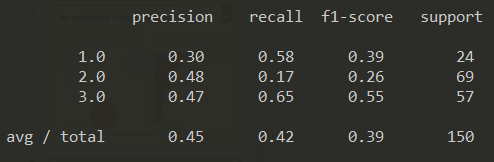 precision recall f1-score support
1.0 0.30 0.58 0.39 24
2.0 0.48 0.17 0.26 69
3.0 0.47 0.65 0.55 57
avg / total 0.45 0.42 0.39 150